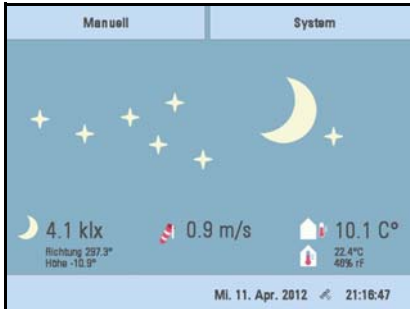 Manuell
System
4.1 klx
0.9 m/s
10.1 C°
Richtung 297.3°
Höhe -10.9°
22.4°C
46% rF
Mi. 11. Apr. 2012
21:16:47